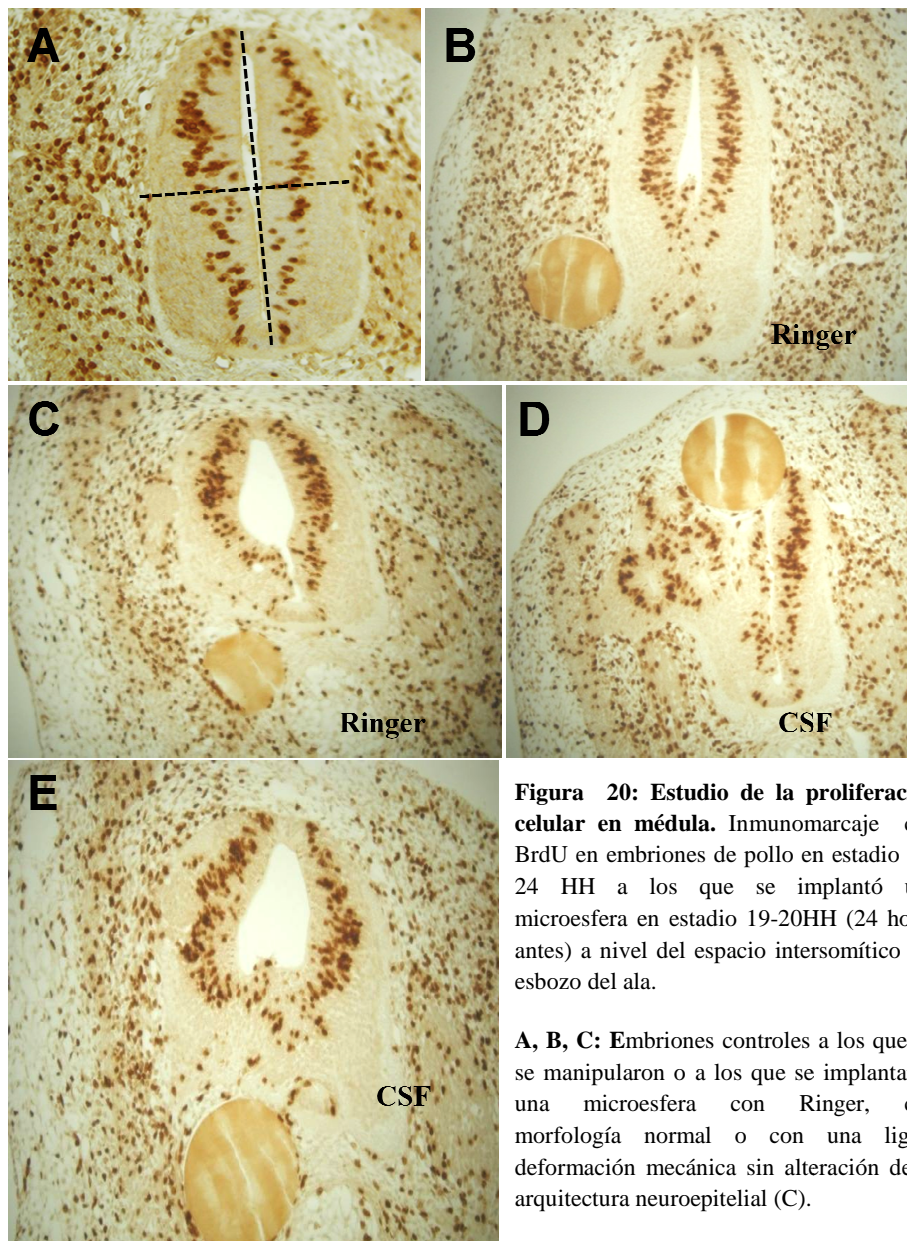 A
B
Ringer
C
Ringer
D
CSF
E
CSF
Figura 20: Estudio de la proliferac
celular en médula. Inmunomarcaje
BrdU en embriones de pollo en estadio
24 HH a los que se implantó u
microesfera en estadio 19-20HH (24 ho
antes) a nivel del espacio intersomítico
esbozo del ala.
A, B, C: Embriones controles a los que
se manipularon o a los que se implanta
una microesfera con Ringer,
morfología normal o con una lig
deformación mecánica sin alteración de
arquitectura neuroepitelial (C).